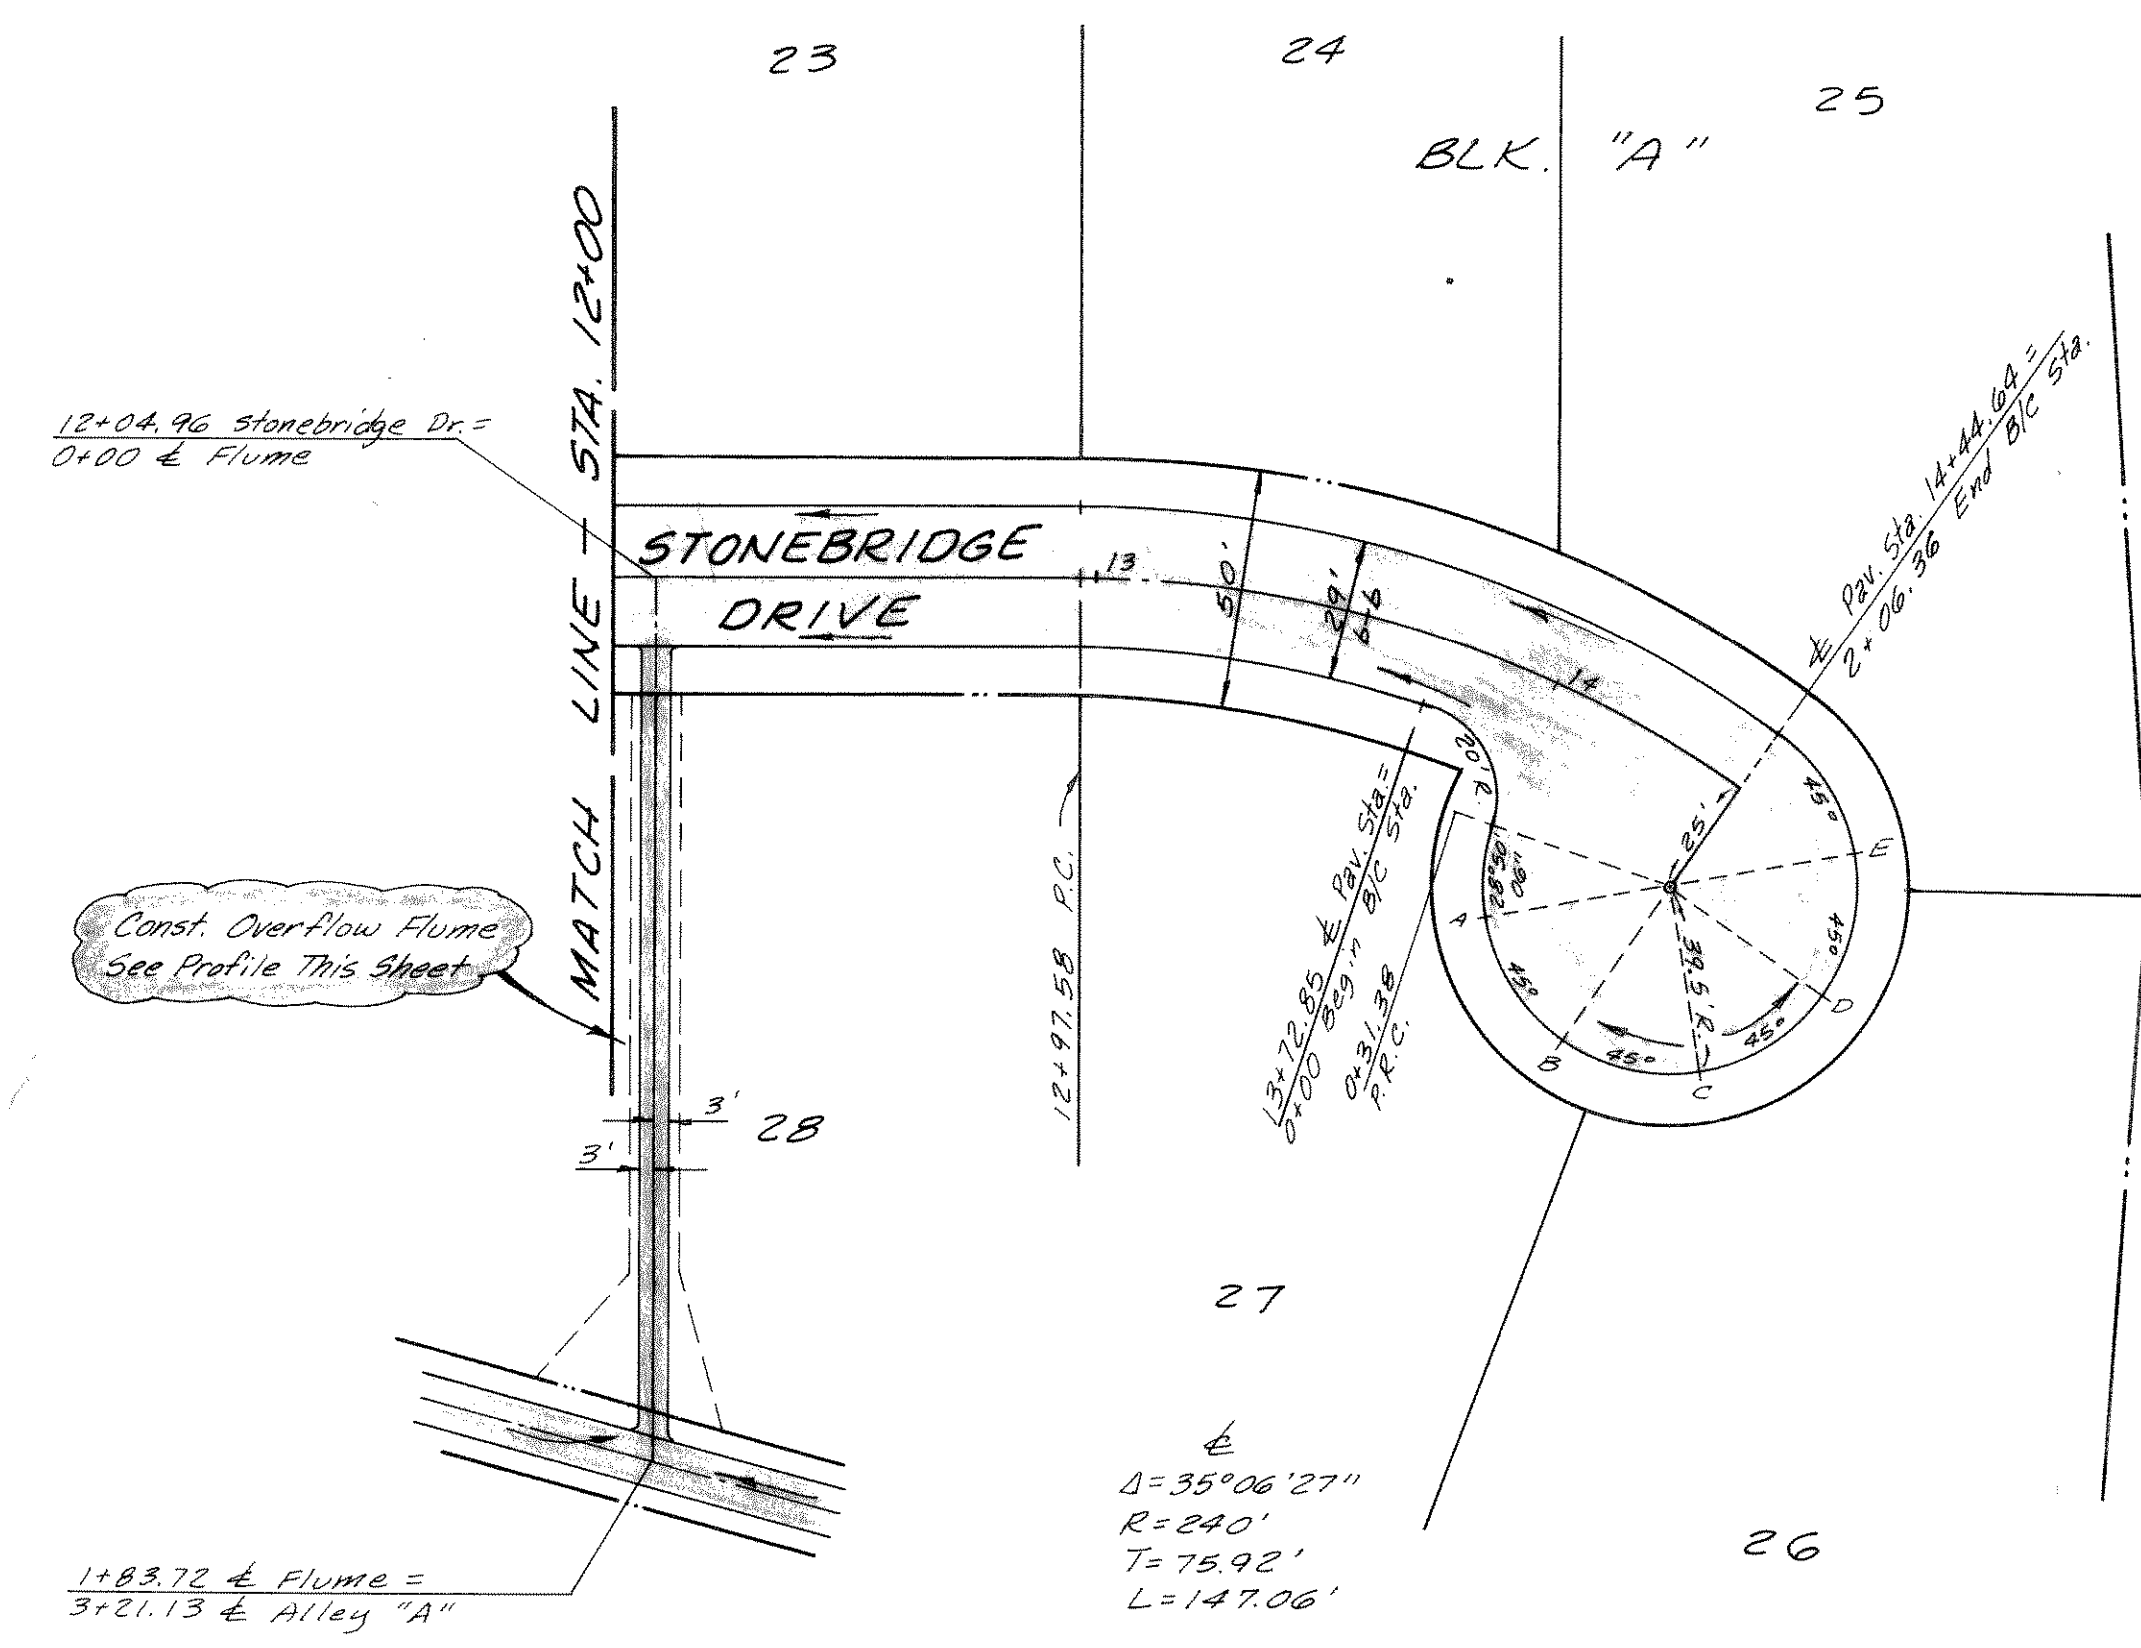 23
24
25
BLK. "A"
MATCH LINE - STA. 12+00
12+04.96 Stonebridge Dr. =
0+00 ℄ Flume
STONEBRIDGE
DRIVE
13
50'
29'
б-б
14
20' R.
℄ Pav. Sta. 14+44.64 =
2+06.36 End B/C Sta.
25'
45°
E
28°50'
06"
A
45°
B
45°
39.5' R.
C
45°
D
45°
Const. Overflow Flume
See Profile This Sheet
12+97.58 P.C.
13+72.85 ℄ Pav. Sta. =
0+00 Begin B/C Sta.
0+31.38
P.R.C.
3'
3'
28
27
26
℄
Δ=35°06'27"
R=240'
T=75.92'
L=147.06'
1+83.72 ℄ Flume =
3+21.13 ℄ Alley "A"